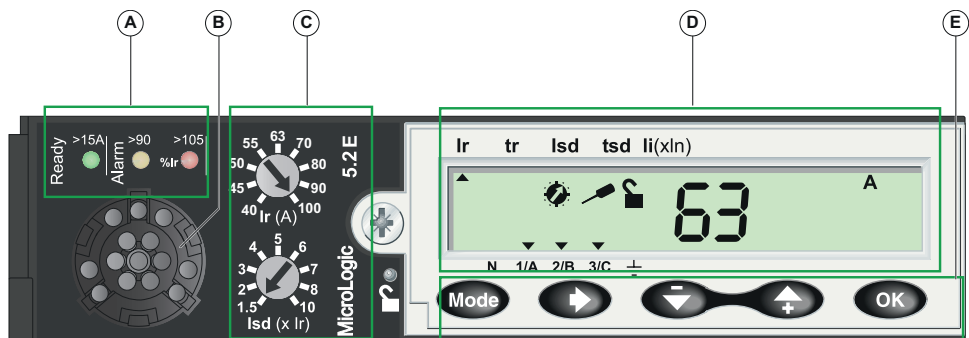 A B C D E
Ready >15A Alarm >90 %Ir >105
40 45 50 55 63 70 80 90 100
Ir (A)
1.5 2 3 4 5 6 7 8 10
Isd (x Ir)
5.2 E
MicroLogic
Ir tr Isd tsd Ii(xIn)
63 A
N 1/A 2/B 3/C
Mode OK